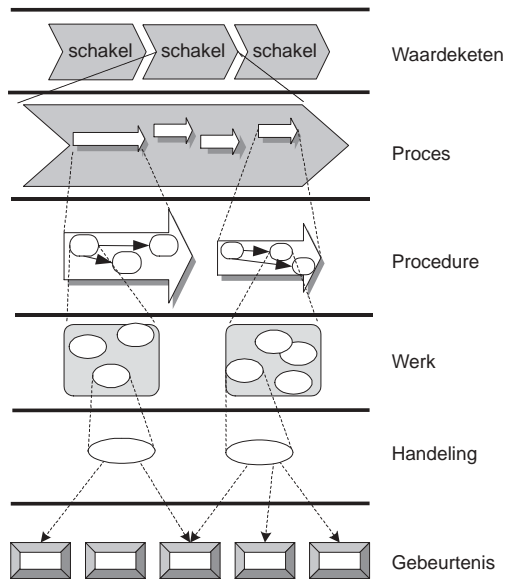 schakel schakel schakel
Waardeketen
Proces
Procedure
Werk
Handeling
Gebeurtenis